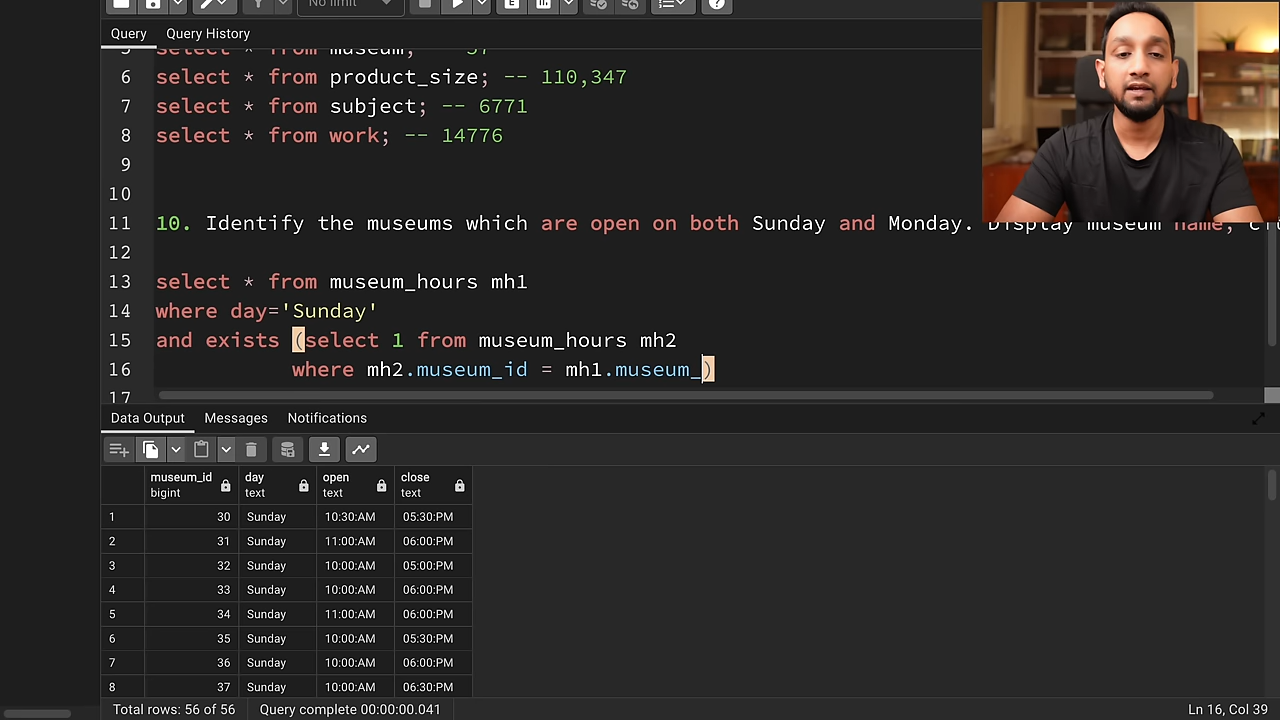 No limit
Query Query History
5 select * from museum; -- 57
6 select * from product_size; -- 110,347
7 select * from subject; -- 6771
8 select * from work; -- 14776
9
10
11 10. Identify the museums which are open on both Sunday and Monday. Display museum name,
12
13 select * from museum_hours mh1
14 where day='Sunday'
15 and exists (select 1 from museum_hours mh2
16 where mh2.museum_id = mh1.museum_)
17
Data Output Messages Notifications
museum_id day open close
bigint text text text
1 30 Sunday 10:30:AM 05:30:PM
2 31 Sunday 11:00:AM 06:00:PM
3 32 Sunday 10:00:AM 05:00:PM
4 33 Sunday 10:00:AM 06:00:PM
5 34 Sunday 11:00:AM 06:00:PM
6 35 Sunday 10:00:AM 05:30:PM
7 36 Sunday 10:00:AM 06:00:PM
8 37 Sunday 10:00:AM 06:30:PM
Total rows: 56 of 56 Query complete 00:00:00.041 Ln 16, Col 39